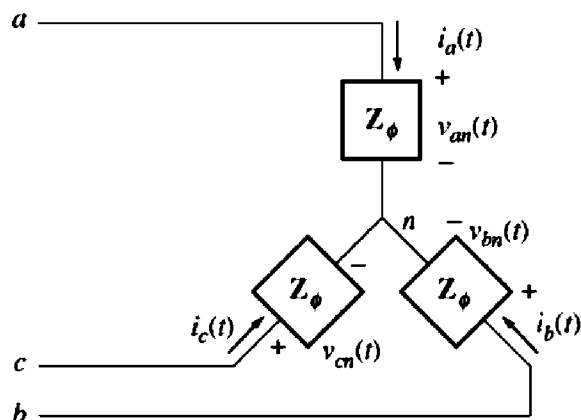 a
i_a(t)
+
Z_ϕ
v_an(t)
−
n
−
v_bn(t)
−
Z_ϕ
Z_ϕ
+
i_c(t)
+
v_cn(t)
i_b(t)
c
b